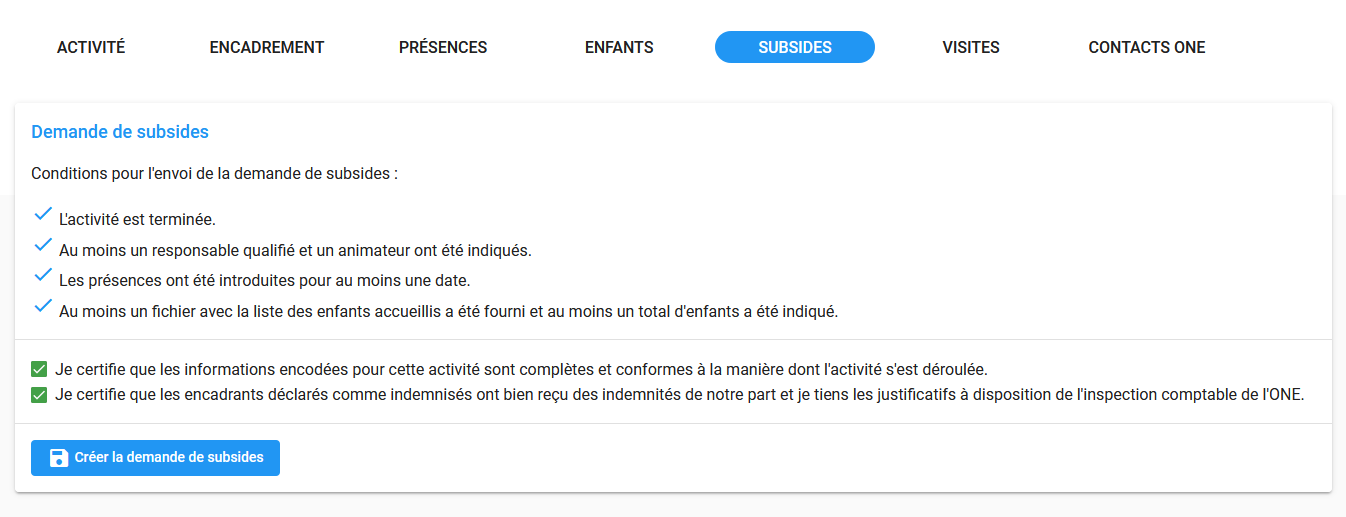 ACTIVITÉ ENCADREMENT PRÉSENCES ENFANTS SUBSIDES VISITES CONTACTS ONE
Demande de subsides
Conditions pour l'envoi de la demande de subsides :
L'activité est terminée.
Au moins un responsable qualifié et un animateur ont été indiqués.
Les présences ont été introduites pour au moins une date.
Au moins un fichier avec la liste des enfants accueillis a été fourni et au moins un total d'enfants a été indiqué.
Je certifie que les informations encodées pour cette activité sont complètes et conformes à la manière dont l'activité s'est déroulée.
Je certifie que les encadrants déclarés comme indemnisés ont bien reçu des indemnités de notre part et je tiens les justificatifs à disposition de l'inspection comptable de l'ONE.
Créer la demande de subsides